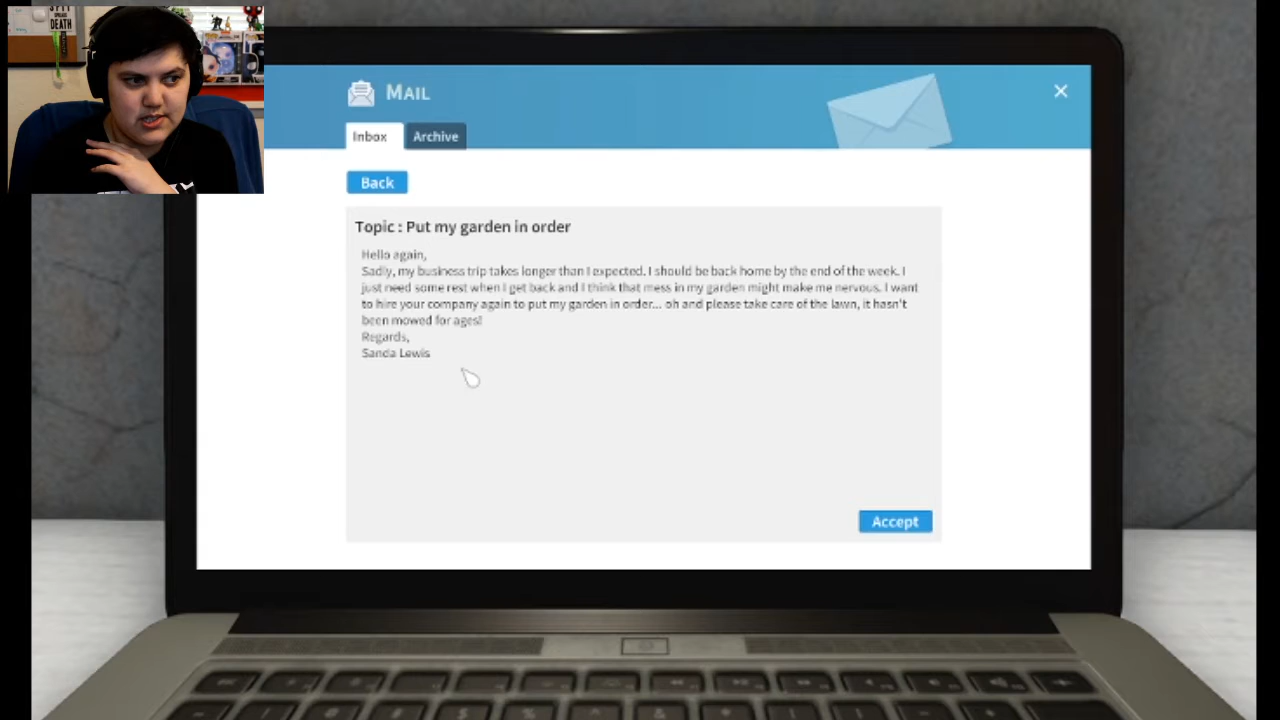 DEATH
MAIL
Inbox
Archive
Back
Topic : Put my garden in order
Hello again,
Sadly, my business trip takes longer than I expected. I should be back home by the end of the week. I
just need some rest when I get back and I think that mess in my garden might make me nervous. I want
to hire your company again to put my garden in order... oh and please take care of the lawn, it hasn't
been mowed for ages!
Regards,
Sanda Lewis
Accept